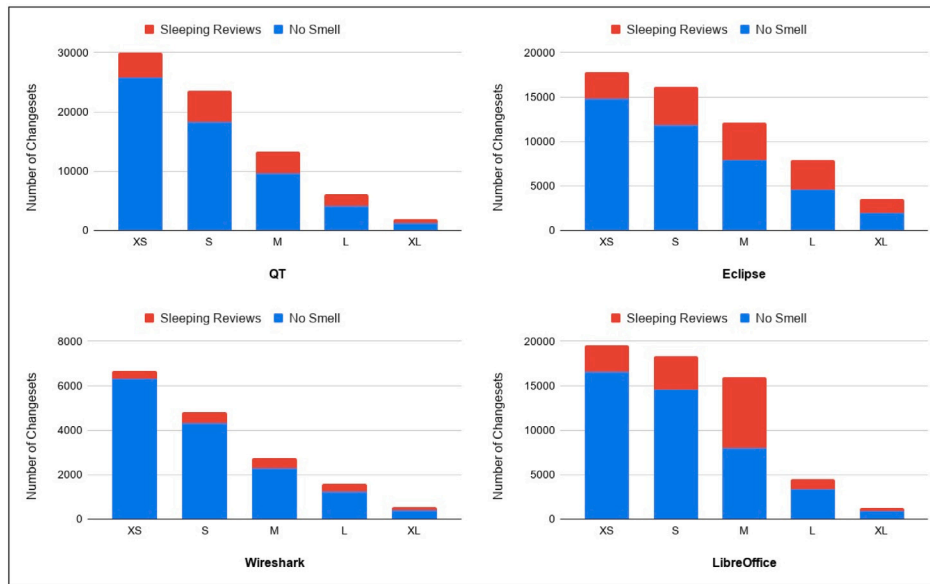 Sleeping Reviews No Smell
Number of Changesets
30000
20000
10000
0
XS S M L XL
QT
Sleeping Reviews No Smell
Number of Changesets
20000
15000
10000
5000
0
XS S M L XL
Eclipse
Sleeping Reviews No Smell
Number of Changesets
8000
6000
4000
2000
0
XS S M L XL
Wireshark
Sleeping Reviews No Smell
Number of Changesets
20000
15000
10000
5000
0
XS S M L XL
LibreOffice